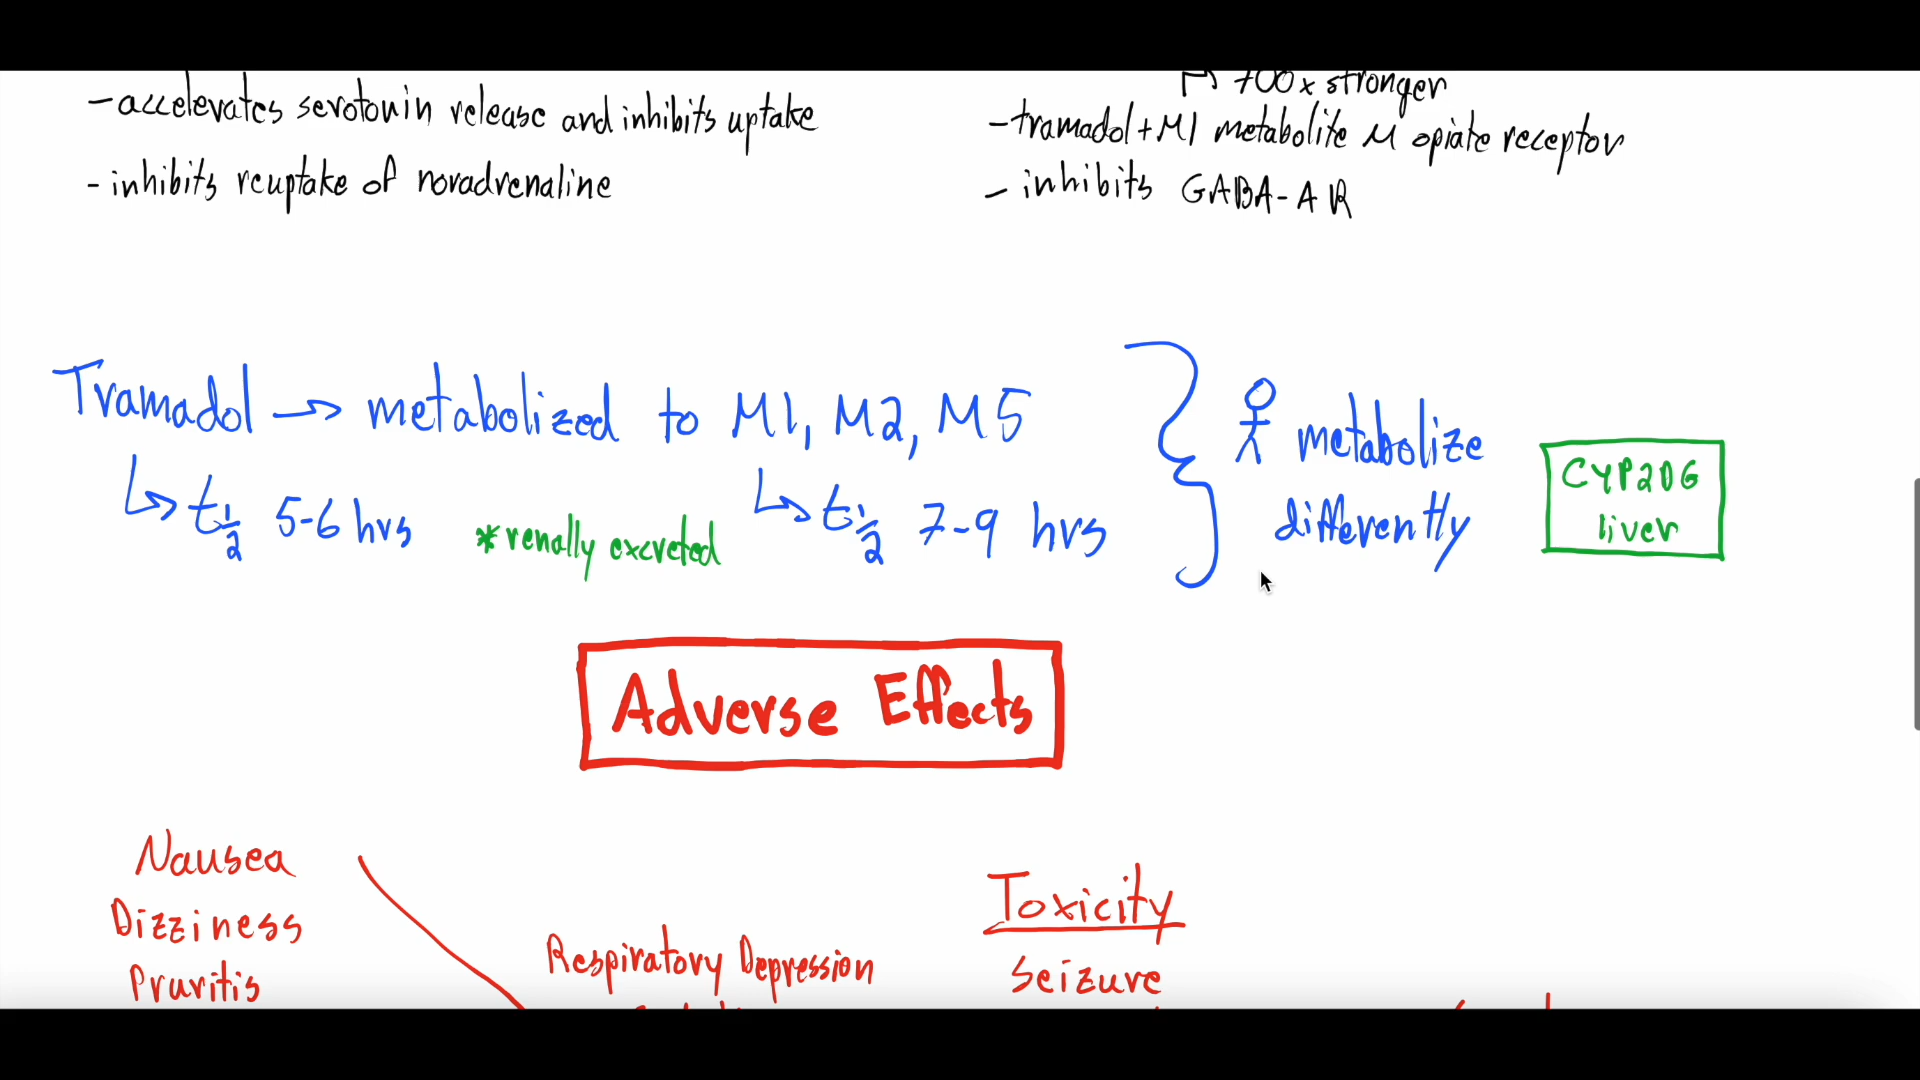 -accelerates serotonin release and inhibits uptake
- inhibits reuptake of noradrenaline
↳ 700x stronger
-tramadol+M1 metabolite M opiate receptor
- inhibits GABA-AR
Tramadol → metabolized to M1, M2, M5
↳ t1/2 5-6 hrs
*renally excreted
↳ t1/2 7-9 hrs
metabolize
differently
CYP2D6
liver
Adverse Effects
Nausea
Dizziness
Pruritis
Respiratory Depression
Toxicity
Seizure